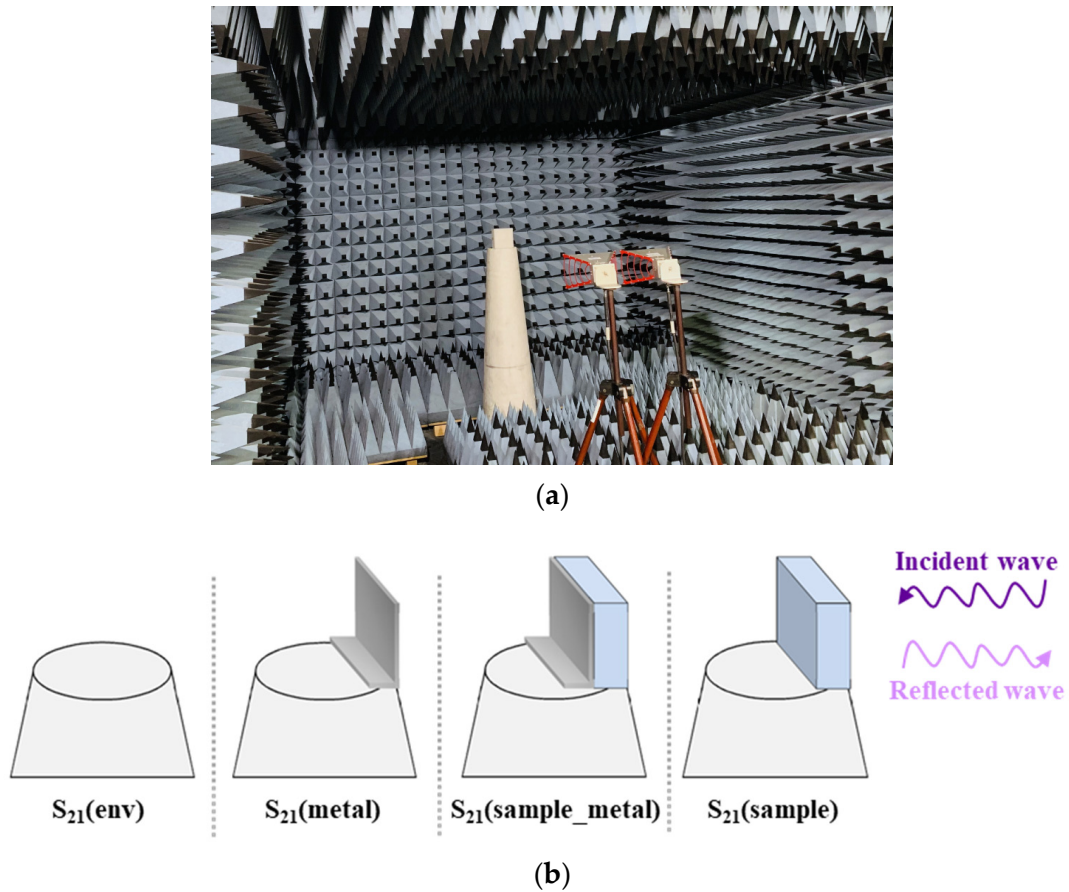 (a)
Incident wave
Reflected wave
S₂₁(env)
S₂₁(metal)
S₂₁(sample_metal)
S₂₁(sample)
(b)